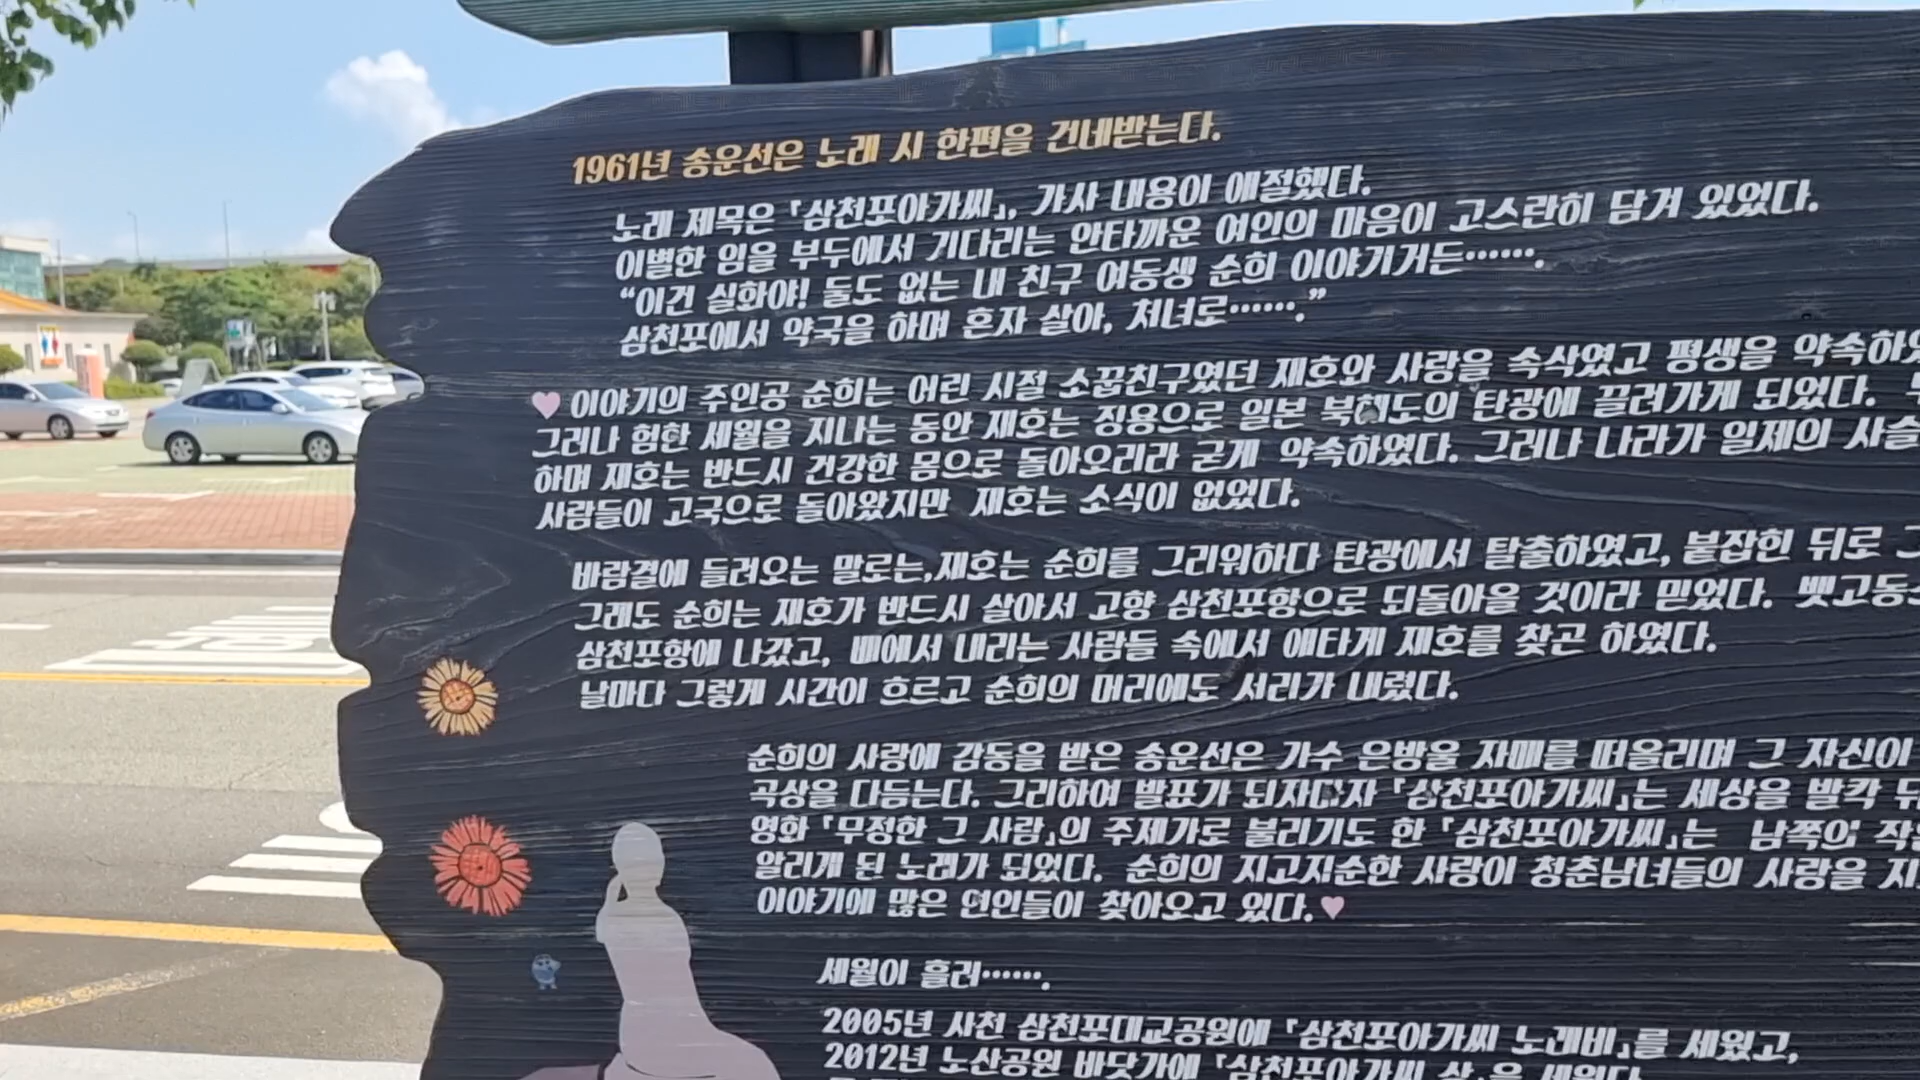 1961년 송운선은 노래 시 한편을 건네받는다.
노래 제목은 『삼천포아가씨』, 가사 내용이 애절했다.
이별한 임을 부두에서 기다리는 안타까운 여인의 마음이 고스란히 담겨 있었다.
“이건 실화야! 둘도 없는 내 친구 여동생 순희 이야기거든…….
삼천포에서 약국을 하며 혼자 살아, 처녀로…….”
이야기의 주인공 순희는 어린 시절 소꿉친구였던 재호와 사랑을 속삭였고 평생을 약속하였
그러나 험한 세월을 지나는 동안 재호는 징용으로 일본 북해도의 탄광에 끌려가게 되었다.
하며 재호는 반드시 건강한 몸으로 돌아오리라 굳게 약속하였다. 그러나 나라가 일제의 사슬
사람들이 고국으로 돌아왔지만 재호는 소식이 없었다.
바람결에 들려오는 말로는,재호는 순희를 그리워하다 탄광에서 탈출하였고, 붙잡힌 뒤로 그
그래도 순희는 재호가 반드시 살아서 고향 삼천포항으로 되돌아올 것이라 믿었다. 뱃고동
삼천포항에 나갔고, 배에서 내리는 사람들 속에서 애타게 재호를 찾곤 하였다.
날마다 그렇게 시간이 흐르고 순희의 머리에도 서리가 내렸다.
순희의 사랑에 감동을 받은 송운선은 가수 은방울 자매를 떠올리며 그 자신이
곡상을 다듬는다. 그리하여 발표가 되자마자 『삼천포아가씨』는 세상을 발칵
영화 『무정한 그 사람』의 주제가로 불리기도 한 『삼천포아가씨』는 남쪽의 작은
알리게 된 노래가 되었다. 순희의 지고지순한 사랑이 청춘남녀들의 사랑을
이야기에 많은 연인들이 찾아오고 있다.
세월이 흘러…….
2005년 사천 삼천포대교공원에 『삼천포아가씨 노래비』를 세웠고,
2012년 노산공원 바닷가에 『삼천포아가씨 상』을 세웠다.